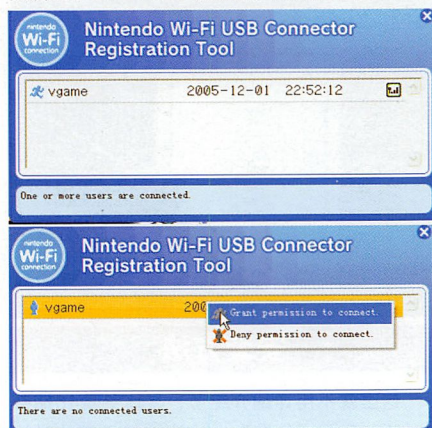 Nintendo
Wi-Fi
connection
Nintendo Wi-Fi USB Connector
Registration Tool
vgame 2005-12-01 22:52:12
One or more users are connected.
Nintendo
Wi-Fi
connection
Nintendo Wi-Fi USB Connector
Registration Tool
vgame 200
Grant permission to connect.
Deny permission to connect.
There are no connected users.